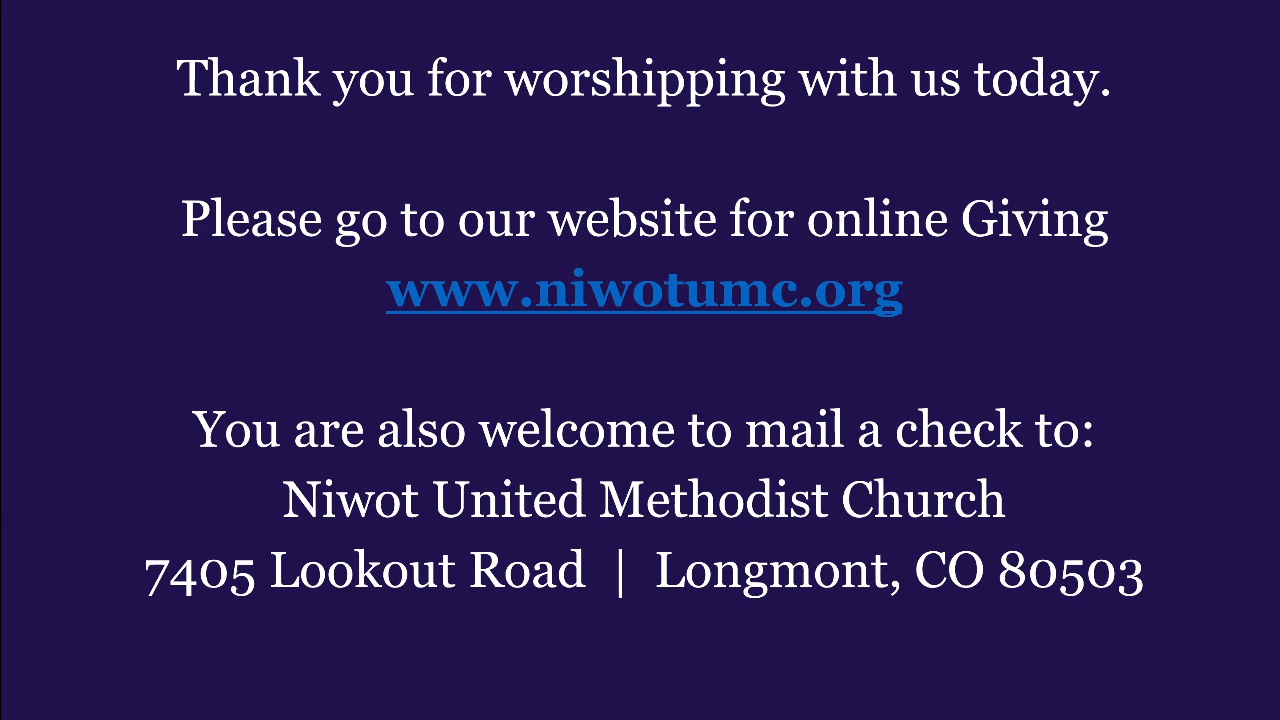 Thank you for worshipping with us today.
Please go to our website for online Giving
www.niwotumc.org
You are also welcome to mail a check to:
Niwot United Methodist Church
7405 Lookout Road | Longmont, CO 80503